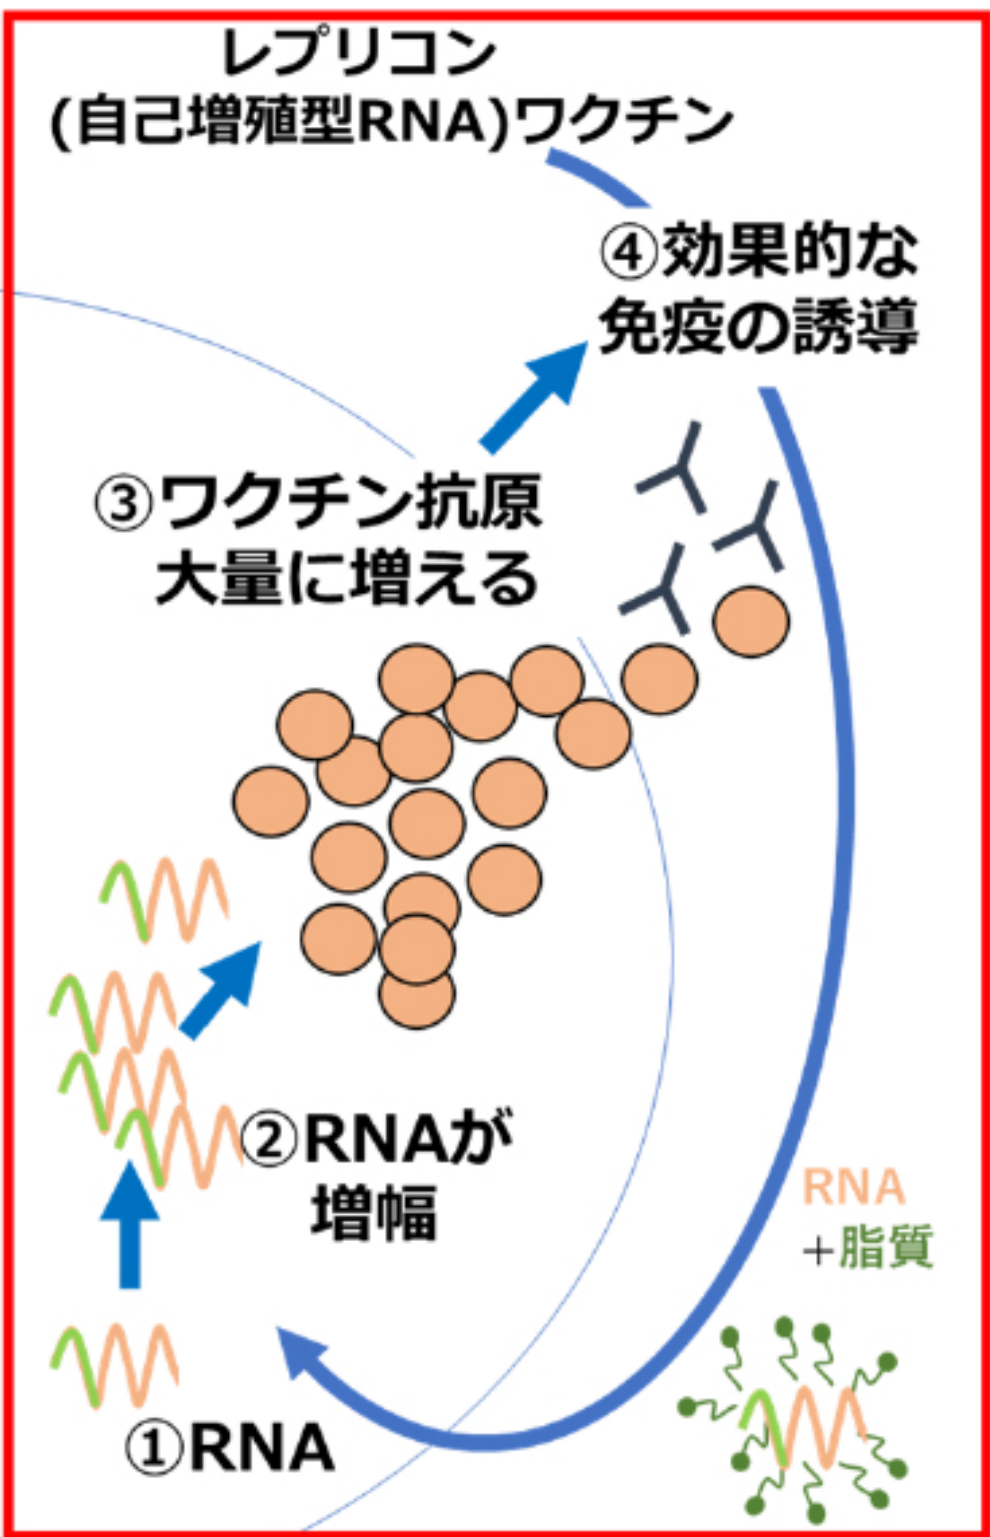 レプリコン
(自己増殖型RNA)ワクチン
④効果的な
免疫の誘導
③ワクチン抗原
大量に増える
②RNAが
増幅
RNA
+脂質
①RNA